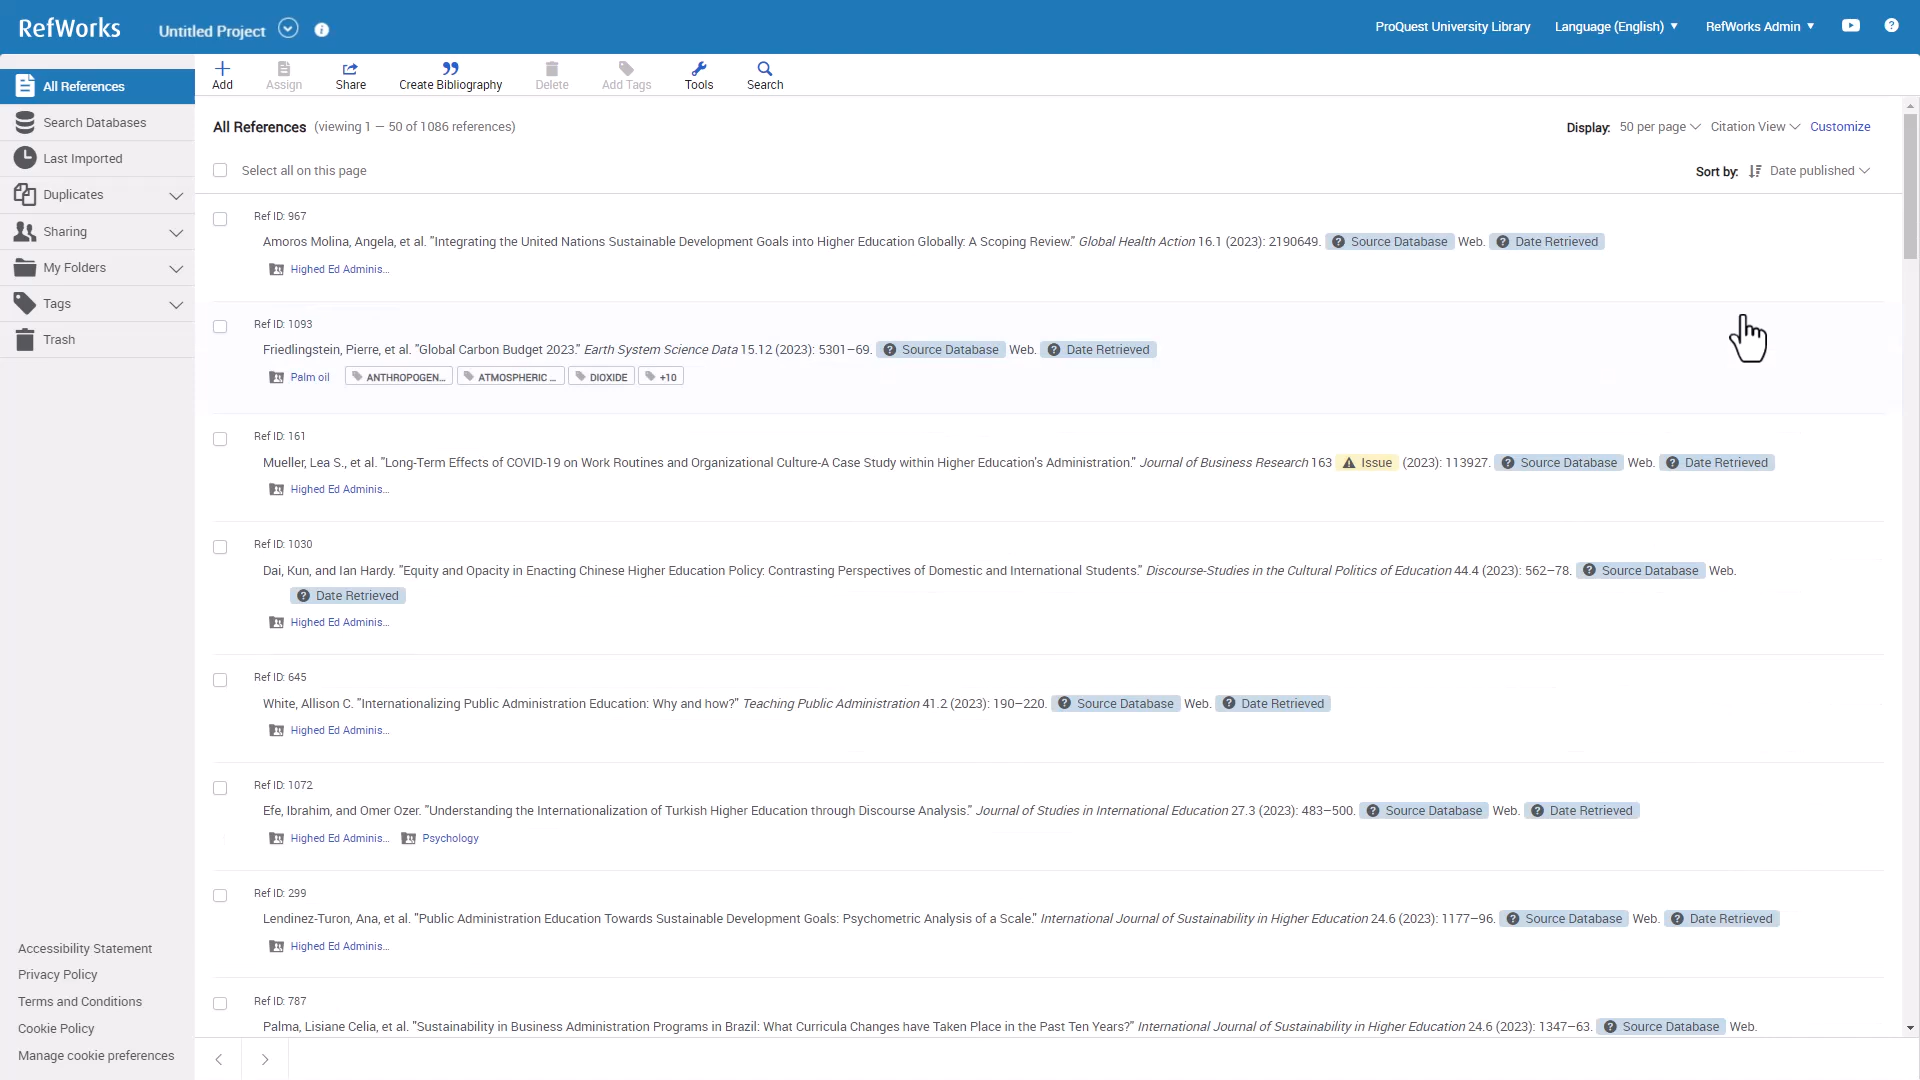 RefWorks
Untitled Project
ProQuest University Library
Language (English)
RefWorks Admin
All References
Search Databases
Last Imported
Duplicates
Sharing
My Folders
Tags
Trash
Accessibility Statement
Privacy Policy
Terms and Conditions
Cookie Policy
Manage cookie preferences
Add
Assign
Share
Create Bibliography
Delete
Add Tags
Tools
Search
All References (viewing 1 — 50 of 1086 references)
Display: 50 per page Citation View Customize
Select all on this page
Sort by: Date published
Ref ID: 967
Amoros Molina, Angela, et al. "Integrating the United Nations Sustainable Development Goals into Higher Education Globally: A Scoping Review." Global Health Action 16.1 (2023): 2190649. Source Database Web. Date Retrieved
Highed Ed Adminis...
Ref ID: 1093
Friedlingstein, Pierre, et al. "Global Carbon Budget 2023." Earth System Science Data 15.12 (2023): 5301–69. Source Database Web. Date Retrieved
Palm oil ANTHROPOGEN... ATMOSPHERIC ... DIOXIDE +10
Ref ID: 161
Mueller, Lea S., et al. "Long-Term Effects of COVID-19 on Work Routines and Organizational Culture-A Case Study within Higher Education's Administration." Journal of Business Research 163 Issue (2023): 113927. Source Database Web. Date Retrieved
Highed Ed Adminis...
Ref ID: 1030
Dai, Kun, and Ian Hardy. "Equity and Opacity in Enacting Chinese Higher Education Policy: Contrasting Perspectives of Domestic and International Students." Discourse-Studies in the Cultural Politics of Education 44.4 (2023): 562–78. Source Database Web.
Date Retrieved
Highed Ed Adminis...
Ref ID: 645
White, Allison C. "Internationalizing Public Administration Education: Why and how?" Teaching Public Administration 41.2 (2023): 190–220. Source Database Web. Date Retrieved
Highed Ed Adminis...
Ref ID: 1072
Efe, Ibrahim, and Omer Ozer. "Understanding the Internationalization of Turkish Higher Education through Discourse Analysis." Journal of Studies in International Education 27.3 (2023): 483–500. Source Database Web. Date Retrieved
Highed Ed Adminis... Psychology
Ref ID: 299
Lendinez-Turon, Ana, et al. "Public Administration Education Towards Sustainable Development Goals: Psychometric Analysis of a Scale." International Journal of Sustainability in Higher Education 24.6 (2023): 1177–96. Source Database Web. Date Retrieved
Highed Ed Adminis...
Ref ID: 787
Palma, Lisiane Celia, et al. "Sustainability in Business Administration Programs in Brazil: What Curricula Changes have Taken Place in the Past Ten Years?" International Journal of Sustainability in Higher Education 24.6 (2023): 1347–63. Source Database Web.